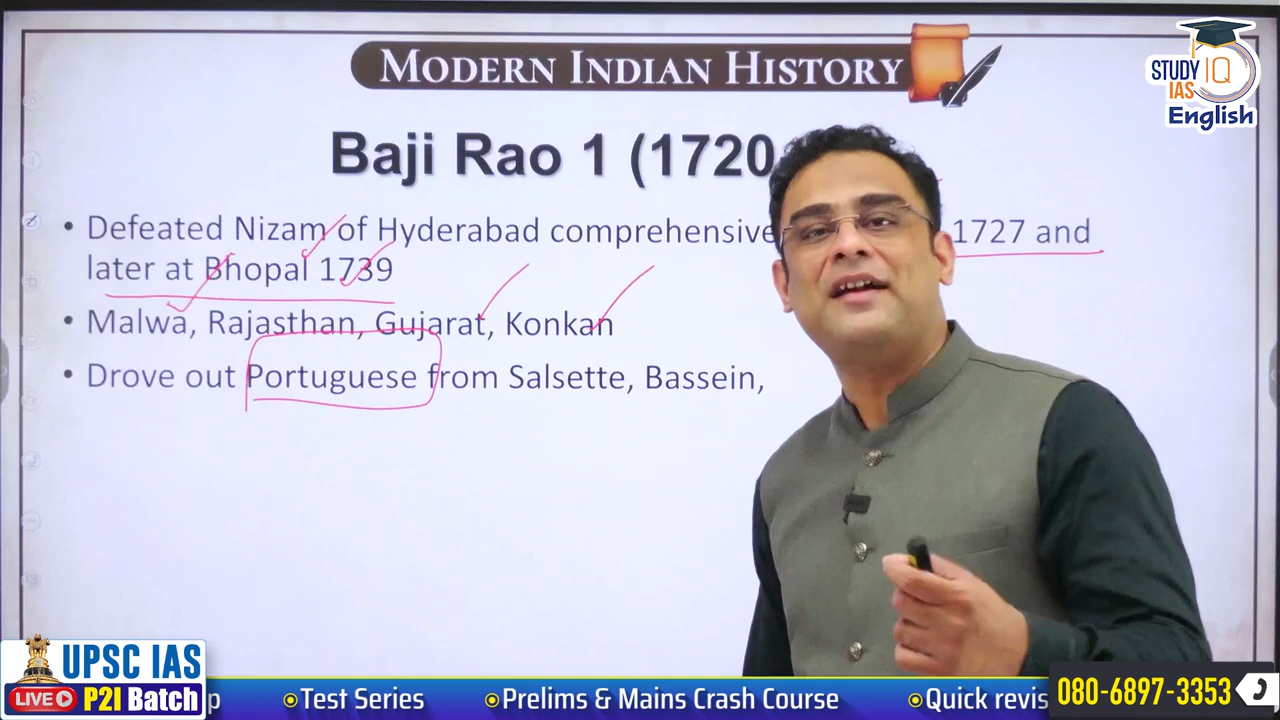 MODERN INDIAN HISTORY
STUDY IQ
IAS
English
Baji Rao 1 (1720
• Defeated Nizam of Hyderabad comprehensive 1727 and
later at Bhopal 1739
• Malwa, Rajasthan, Gujarat, Konkan
• Drove out Portuguese from Salsette, Bassein,
UPSC IAS
LIVE P2I Batch
•Test Series •Prelims & Mains Crash Course •Quick revis
080-6897-3353